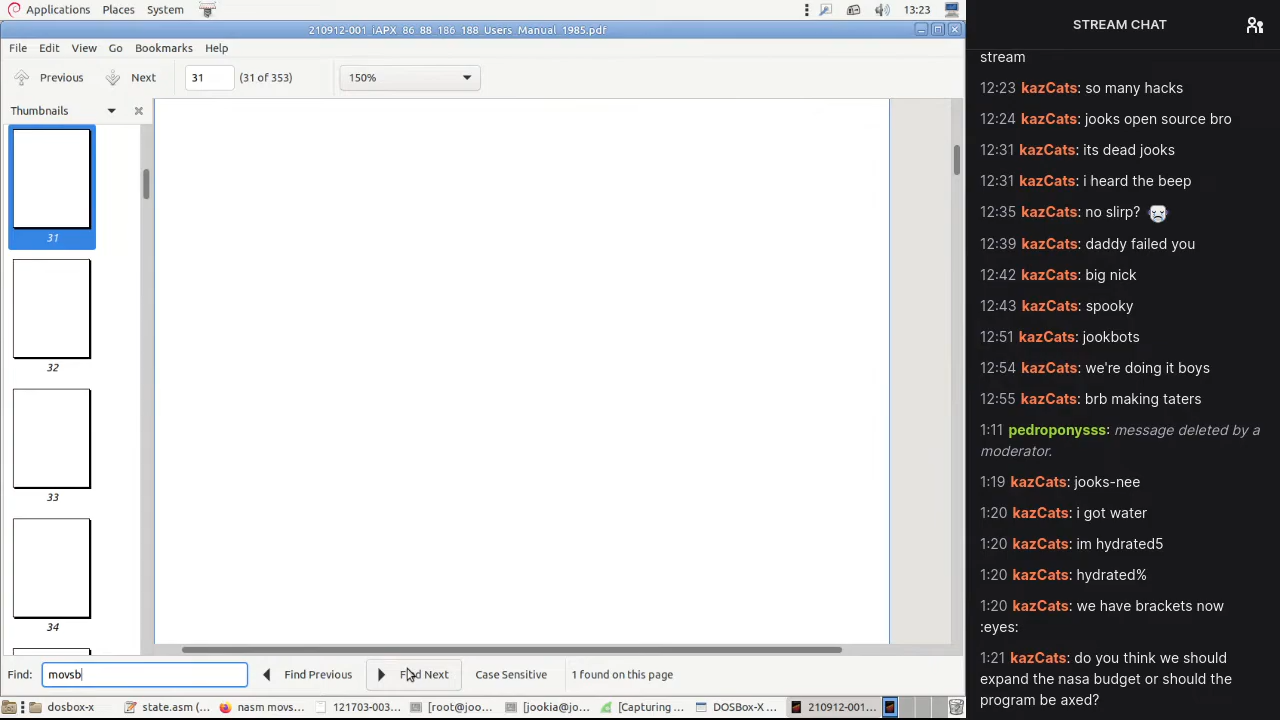 Applications Places System 13:23
210912-001 iAPX 86 88 186 188 Users Manual 1985.pdf
File Edit View Go Bookmarks Help
Previous Next 31 (31 of 353) 150%
Thumbnails
31
32
33
34
Find: movsb Find Previous Find Next Case Sensitive 1 found on this page
dosbox-x state.asm (... nasm movs... 121703-003... [root@joo... [jookia@jo... [Capturing ... DOSBox-X ... 210912-001...
STREAM CHAT
stream
12:23 kazCats: so many hacks
12:24 kazCats: jooks open source bro
12:31 kazCats: its dead jooks
12:31 kazCats: i heard the beep
12:35 kazCats: no slirp?
12:39 kazCats: daddy failed you
12:42 kazCats: big nick
12:43 kazCats: spooky
12:51 kazCats: jookbots
12:54 kazCats: we're doing it boys
12:55 kazCats: brb making taters
1:11 pedroponysss: message deleted by a
moderator.
1:19 kazCats: jooks-nee
1:20 kazCats: i got water
1:20 kazCats: im hydrated5
1:20 kazCats: hydrated%
1:20 kazCats: we have brackets now
:eyes:
1:21 kazCats: do you think we should
expand the nasa budget or should the
program be axed?